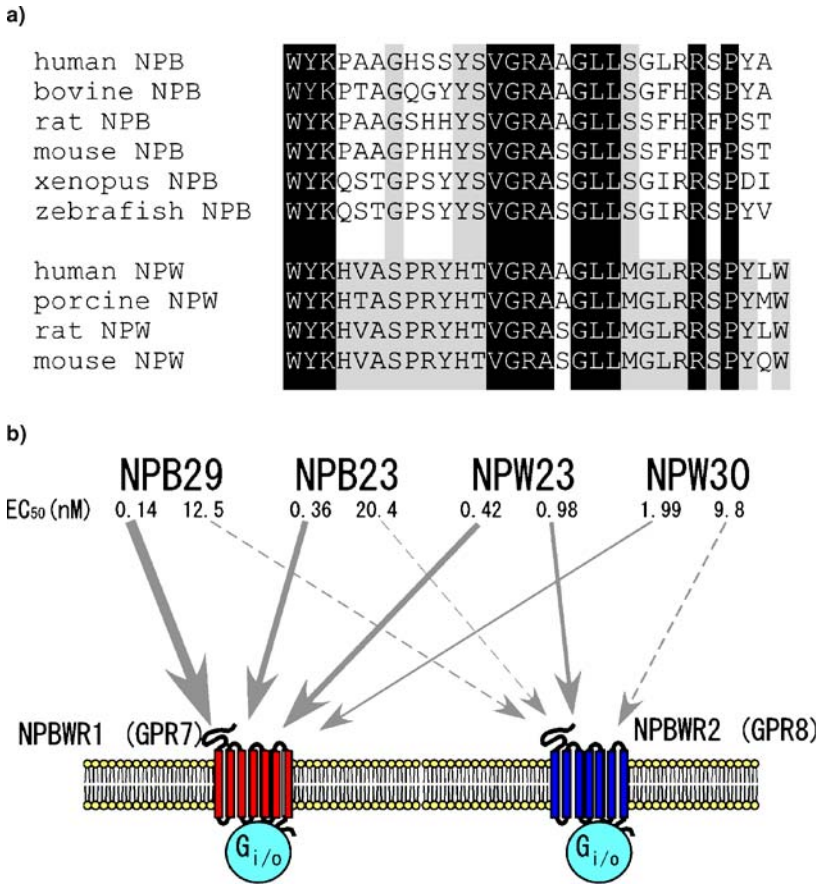 a)
human NPB WYKPAAGHSSYSVGRAAGLLSGLRRSPYA
bovine NPB WYKPTAGQGYYSVGRAAGLLSGFHRSPYA
rat NPB WYKPAAGSHHYSVGRAAGLLSSFHRFPST
mouse NPB WYKPAAGPHHYSVGRAAGLLSSFHRFPST
xenopus NPB WYKQSTGPSYYSVGRASGLLSGIRRSPDI
zebrafish NPB WYKQSTGPSYYSVGRASGLLSGIRRSPYV
human NPW WYKHVASPRYHTVGRAAGLLMGLRRSPYLW
porcine NPW WYKHTASPRYHTVGRAAGLLMGLRRSPYMW
rat NPW WYKHVASPRYHTVGRASGLLMGLRRSPYLW
mouse NPW WYKHVASPRYHTVGRASGLLMGLRRSPYQW
b)
NPB29 NPB23 NPW23 NPW30
EC₅₀(nM) 0.14 12.5 0.36 20.4 0.42 0.98 1.99 9.8
NPBWR1 (GPR7) NPBWR2 (GPR8)
Gi/o Gi/o